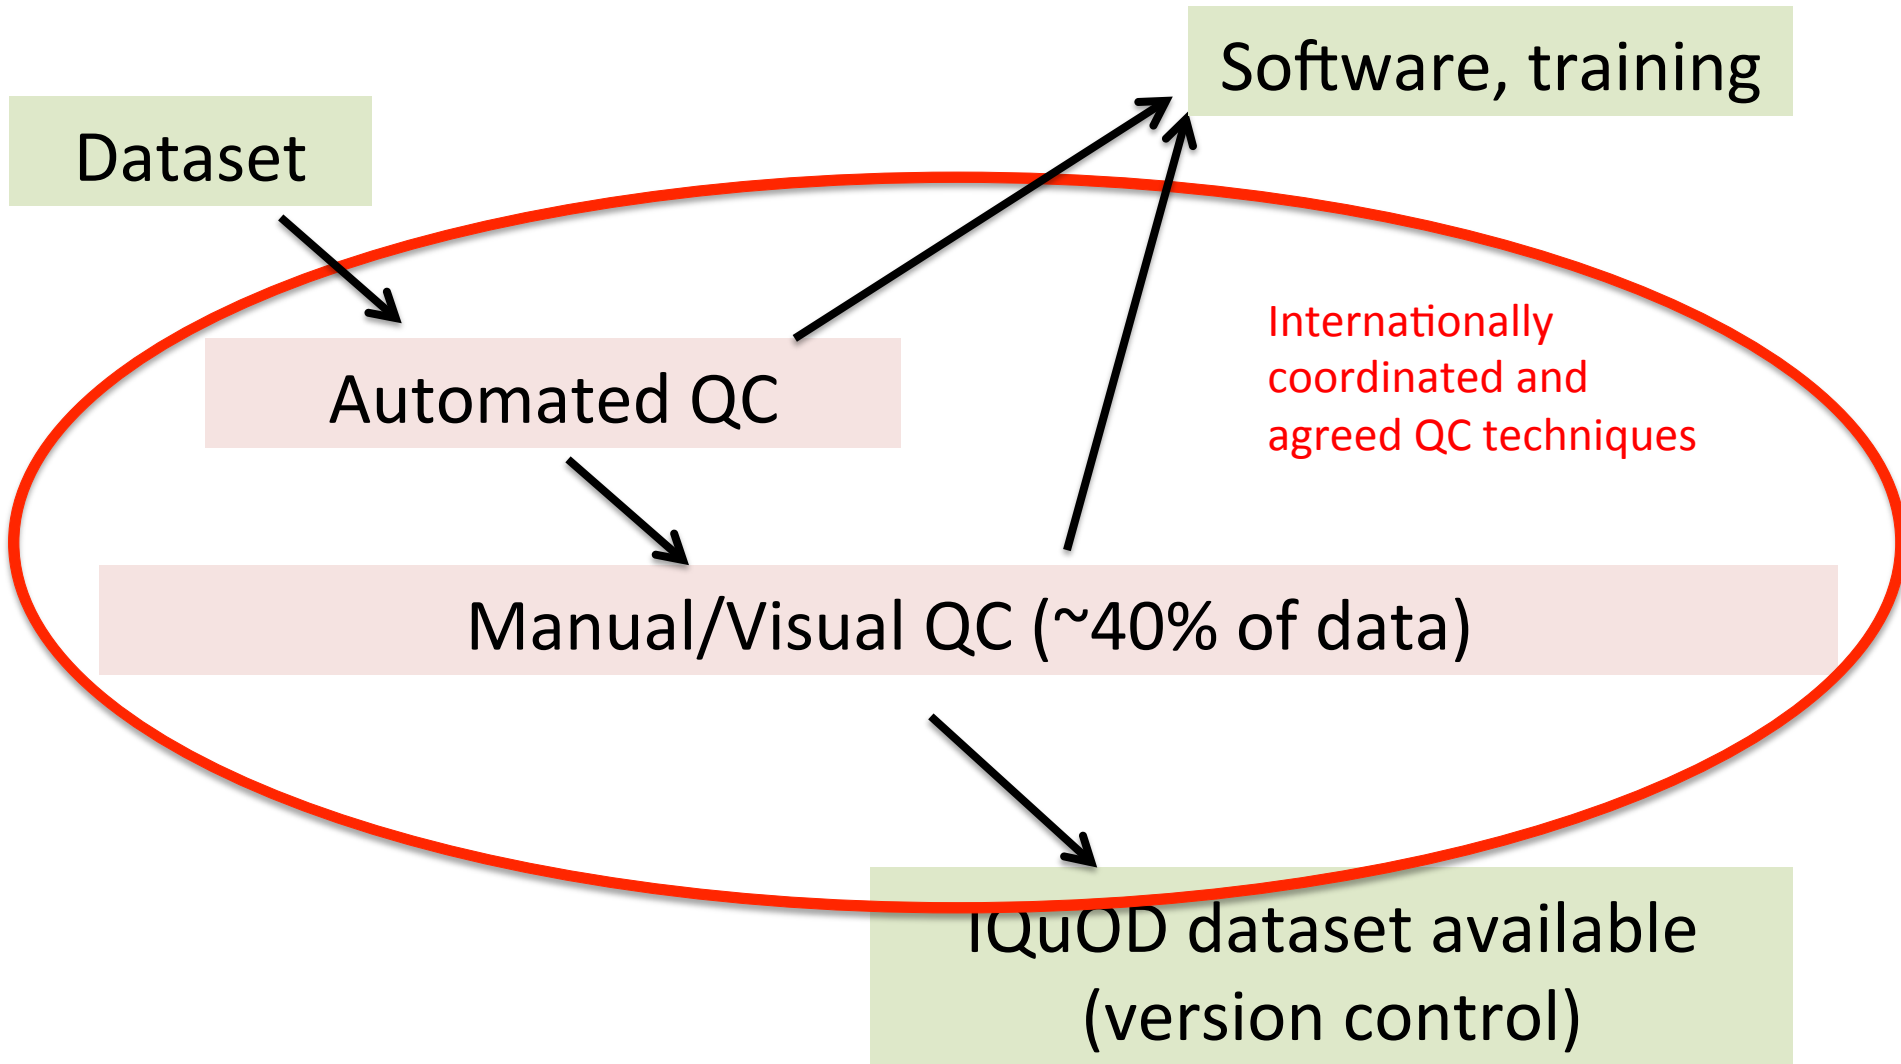 Software, training
Dataset
Internationally
coordinated and
agreed QC techniques
Automated QC
Manual/Visual QC (~40% of data)
IQuOD dataset available
(version control)